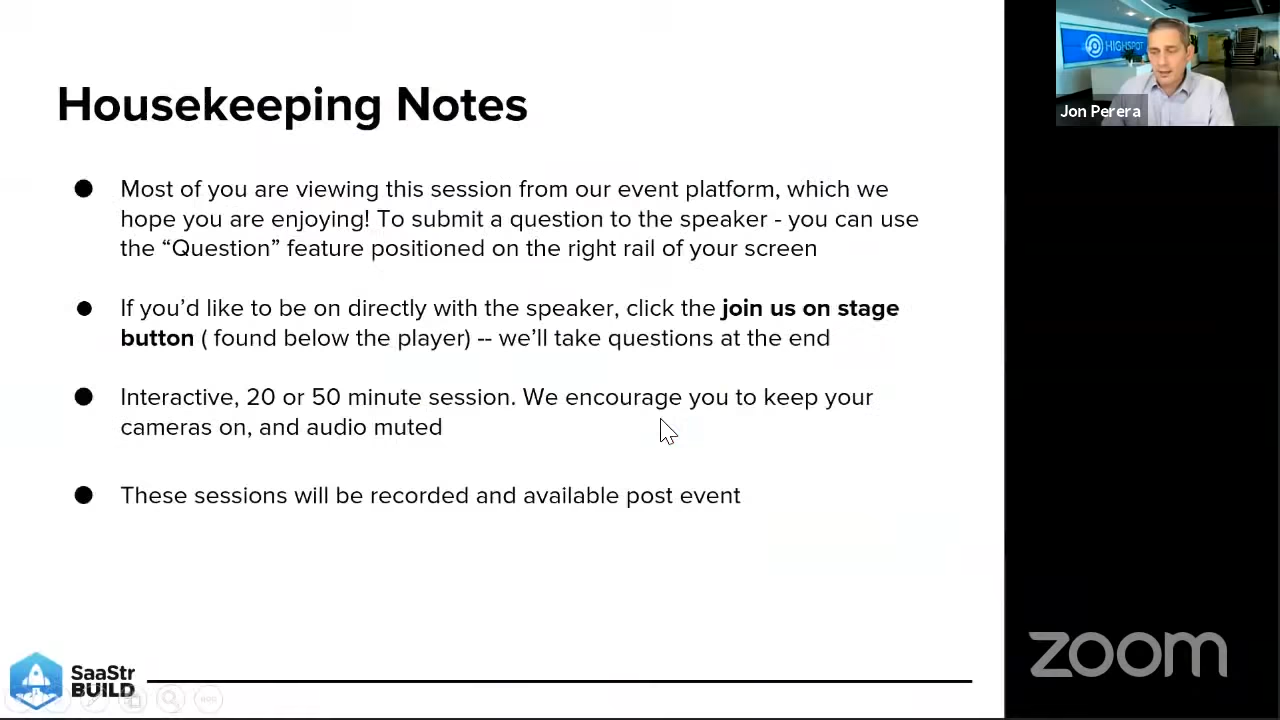 HIGHSPOT
Jon Perera
Housekeeping Notes
● Most of you are viewing this session from our event platform, which we
hope you are enjoying! To submit a question to the speaker - you can use
the “Question” feature positioned on the right rail of your screen
● If you’d like to be on directly with the speaker, click the join us on stage
button ( found below the player) -- we’ll take questions at the end
● Interactive, 20 or 50 minute session. We encourage you to keep your
cameras on, and audio muted
● These sessions will be recorded and available post event
SaaStr
BUILD
zoom